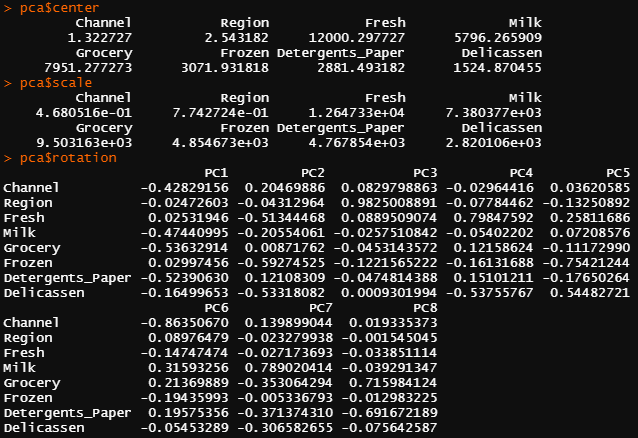 > pca$center
Channel Region Fresh Milk
1.322727 2.543182 12000.297727 5796.265909
Grocery Frozen Detergents_Paper Delicassen
7951.277273 3071.931818 2881.493182 1524.870455
> pca$scale
Channel Region Fresh Milk
4.680516e-01 7.742724e-01 1.264733e+04 7.380377e+03
Grocery Frozen Detergents_Paper Delicassen
9.503163e+03 4.854673e+03 4.767854e+03 2.820106e+03
> pca$rotation
PC1 PC2 PC3 PC4 PC5
Channel -0.42829156 0.20469886 0.0829798863 -0.02964416 0.03620585
Region -0.02472603 -0.04312964 0.9825008891 -0.07784462 -0.13250892
Fresh 0.02531946 -0.51344468 0.0889509074 0.79847592 0.25811686
Milk -0.47440995 -0.20554061 -0.0257510842 -0.05402202 0.07208576
Grocery -0.53632914 0.00871762 -0.0453143572 0.12158624 -0.11172990
Frozen 0.02997456 -0.59274525 -0.1221565222 -0.16131688 -0.75421244
Detergents_Paper -0.52390630 0.12108309 -0.0474814388 0.15101211 -0.17650264
Delicassen -0.16499653 -0.53318082 0.0009301994 -0.53755767 0.54482721
PC6 PC7 PC8
Channel -0.86350670 0.139899044 0.019335373
Region 0.08976479 -0.023279938 -0.001545045
Fresh -0.14747474 -0.027173693 -0.033851114
Milk 0.31593256 0.789020414 -0.039291347
Grocery 0.21369889 -0.353064294 0.715984124
Frozen -0.19435993 -0.005336793 -0.012983225
Detergents_Paper 0.19575356 -0.371374310 -0.691672189
Delicassen -0.05453289 -0.306582655 -0.075642587